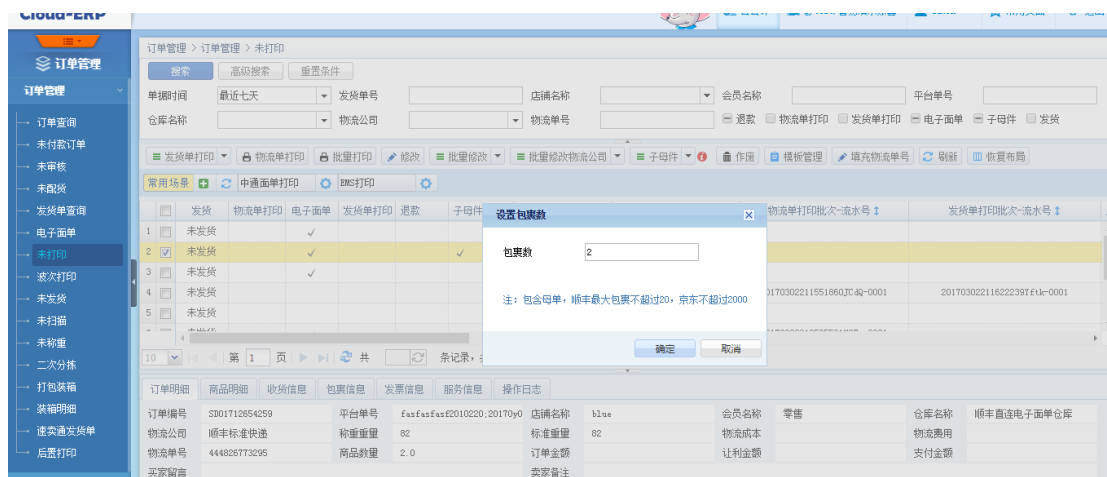 Cloud-ERP
订单管理
订单管理 > 订单管理 > 未打印
搜索 高级搜索 重置条件
订单管理
单据时间 最近七天 发货单号 店铺名称 会员名称 平台单号
仓库名称 物流公司 物流单号 退款 物流单打印 发货单打印 电子面单 子母件 发货
订单查询
未付款订单
未审核
未配货
发货单查询
电子面单
未打印
波次打印
未发货
未扫描
未称重
二次分拣
打包装箱
装箱明细
速卖通发货单
后置打印
发货单打印 物流单打印 批量打印 修改 批量修改 批量修改物流公司 子母件 作废 模板管理 填充物流单号 刷新 恢复布局
常用场景 中通面单打印 EMS打印
发货 物流单打印 电子面单 发货单打印 退款 子母件 物流单打印批次-流水号 发货单打印批次-流水号
1 未发货 ✓
2 未发货 ✓ ✓
3 未发货 ✓
4 未发货 20170302211622239Yftk-0001
5 未发货
设置包裹数
包裹数 2
注：包含母单，顺丰最大包裹不超过20，京东不超过2000
确定 取消
10 第 1 页 共 条记录，
订单明细 商品明细 收货信息 包裹信息 发票信息 服务信息 操作日志
订单编号 SD01712654259 平台单号 fasfasfasf2010220;20170y0 店铺名称 blue 会员名称 零售 仓库名称 顺丰直连电子面单仓库
物流公司 顺丰标准快递 称重重量 82 标准重量 82 物流成本 物流费用
物流单号 444826773295 商品数量 2.0 订单金额 让利金额 支付金额
买家留言 卖家备注